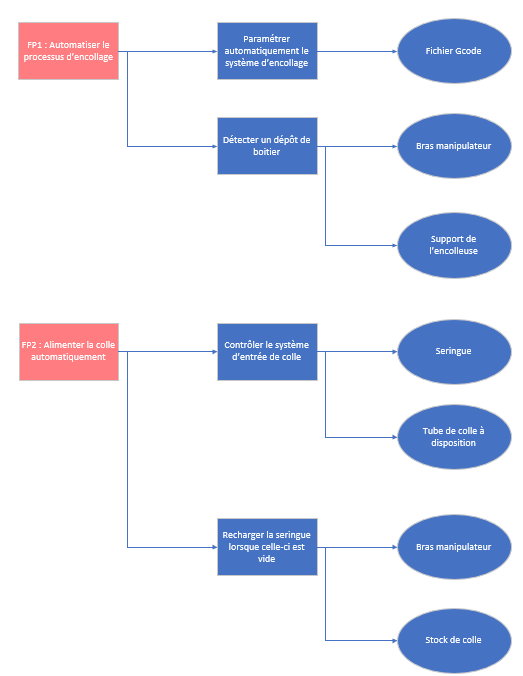 FP1 : Automatiser le
processus d'encollage
Paramétrer
automatiquement le
système d'encollage
Fichier Gcode
Détecter un dépôt de
boitier
Bras manipulateur
Support de
l'encolleuse
FP2 : Alimenter la colle
automatiquement
Contrôler le système
d'entrée de colle
Seringue
Tube de colle à
disposition
Recharger la seringue
lorsque celle-ci est
vide
Bras manipulateur
Stock de colle